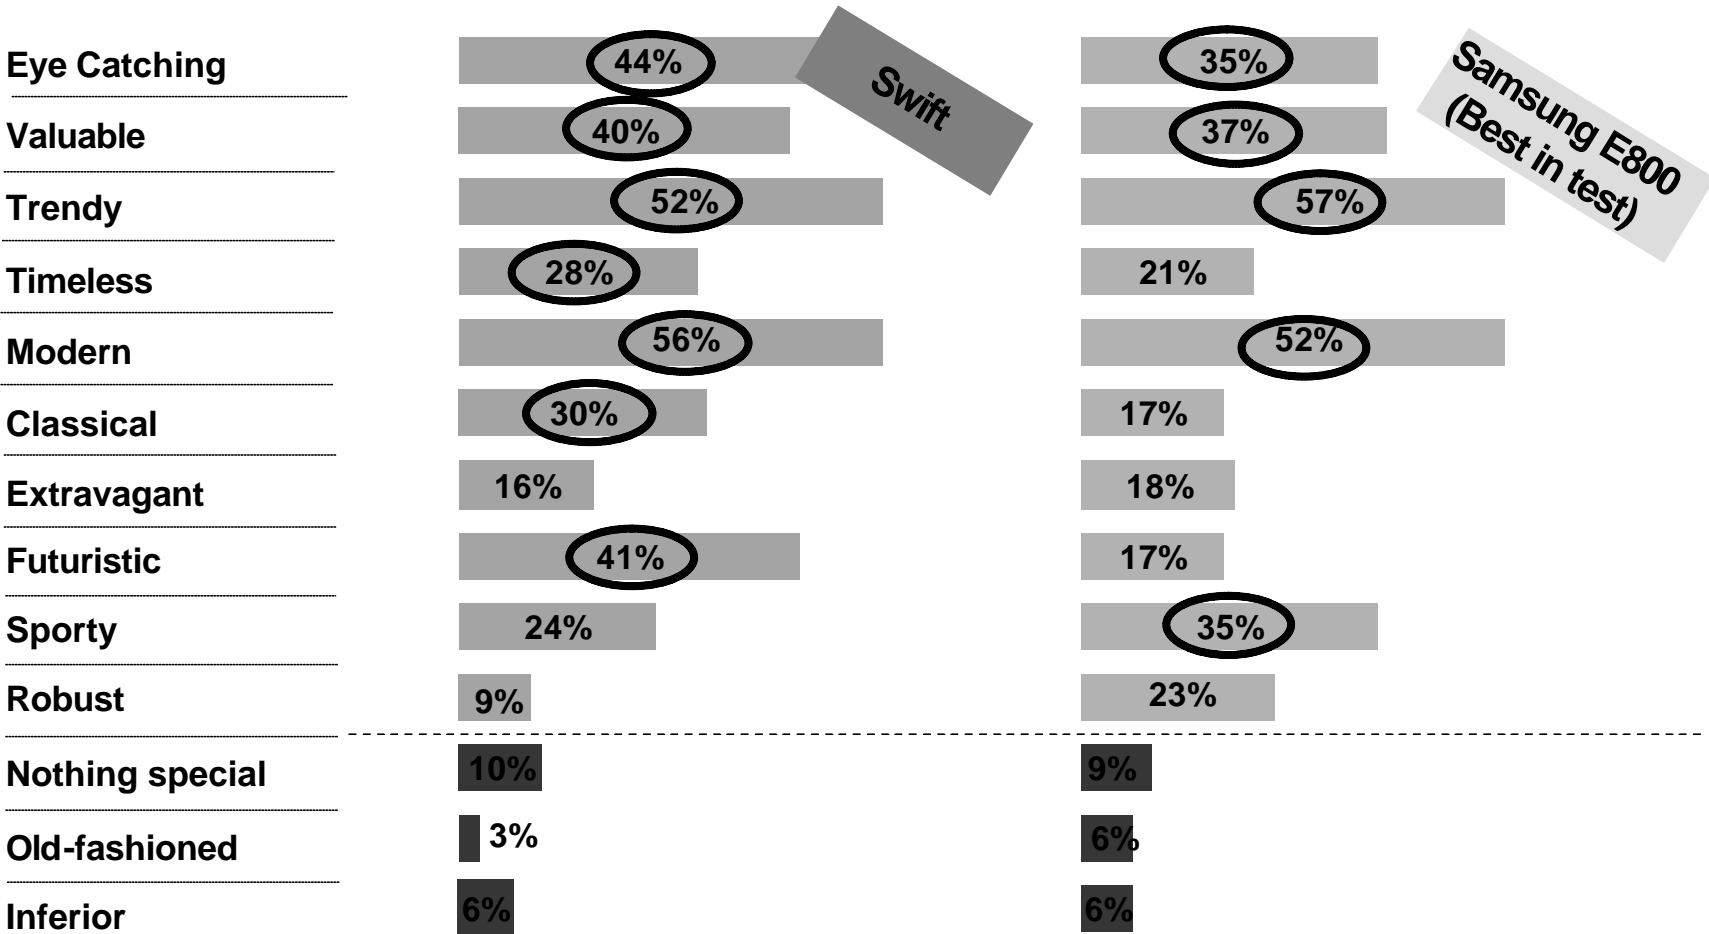 Eye Catching 44% 35%
Valuable 40% 37%
Trendy 52% 57%
Timeless 28% 21%
Modern 56% 52%
Classical 30% 17%
Extravagant 16% 18%
Futuristic 41% 17%
Sporty 24% 35%
Robust 9% 23%
Nothing special 10% 9%
Old-fashioned 3% 6%
Inferior 6% 6%
Swift
Samsung E800
(Best in test)